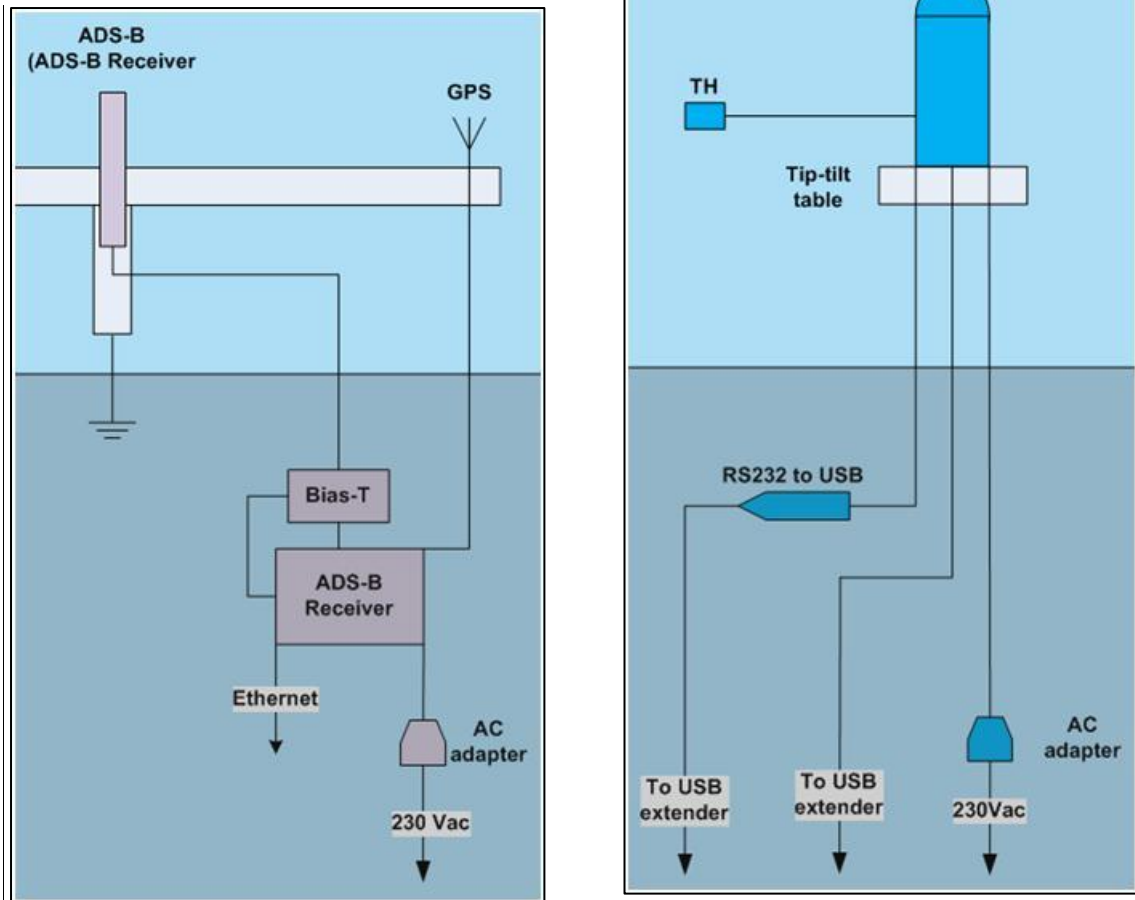 ADS-B
(ADS-B Receiver
GPS
Bias-T
ADS-B
Receiver
Ethernet
AC
adapter
230 Vac
TH
Tip-tilt
table
RS232 to USB
AC
adapter
To USB
extender
To USB
extender
230Vac